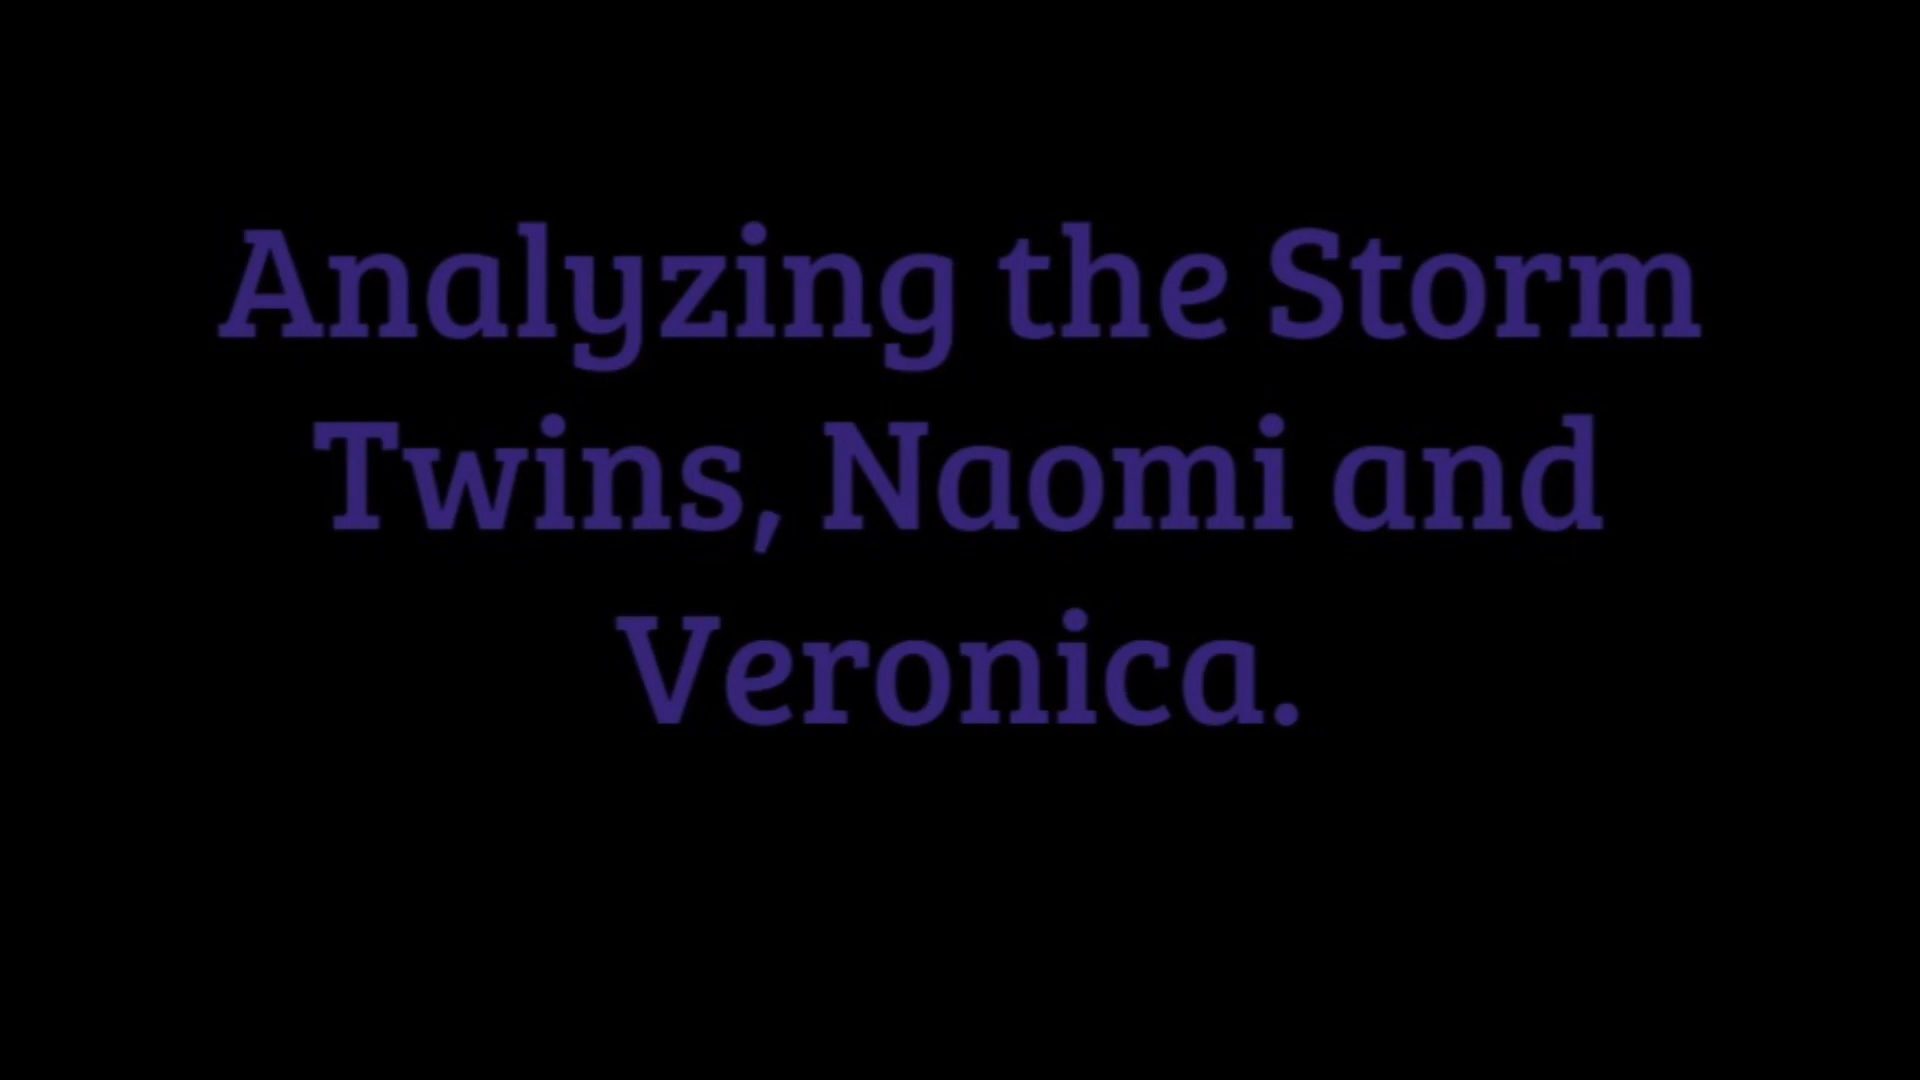 Analyzing the Storm
Twins, Naomi and
Veronica.